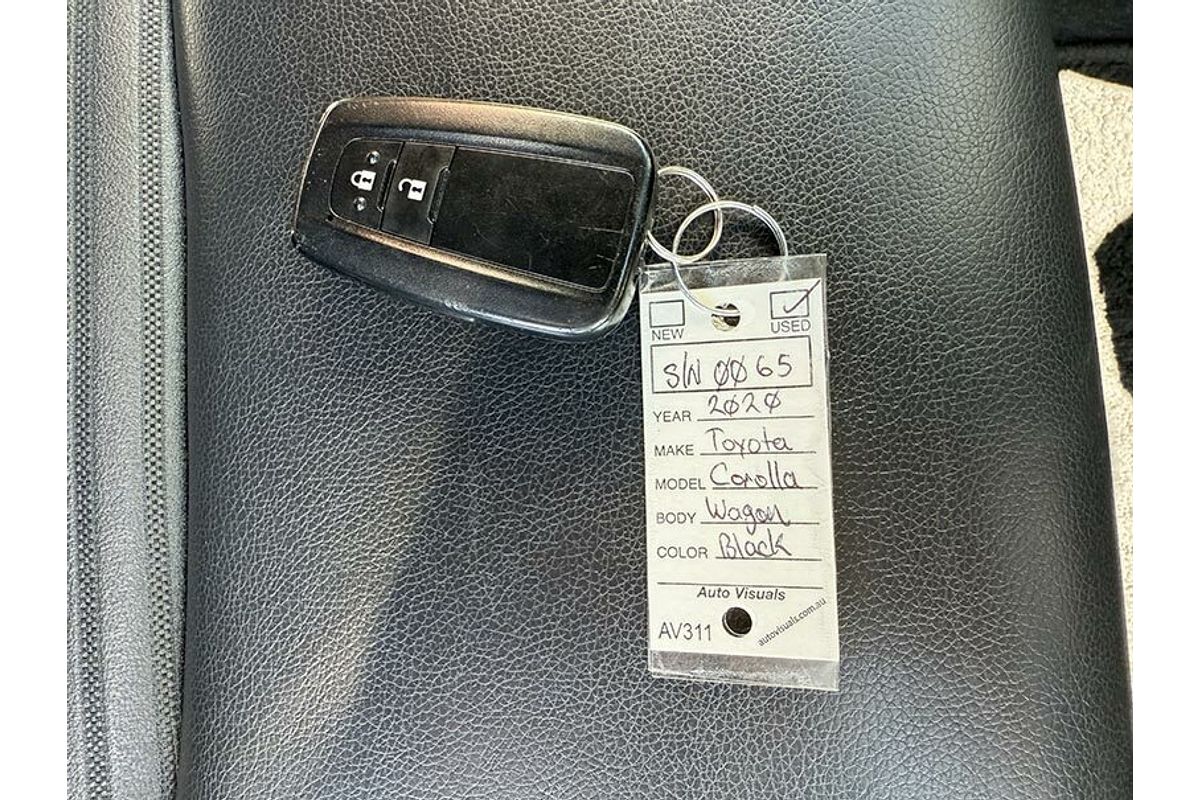 NEW USED
S/N 0065
YEAR 2020
MAKE Toyota
MODEL Corolla
BODY Wagon
COLOR Black
Auto Visuals
AV311
autovisuals.com.au